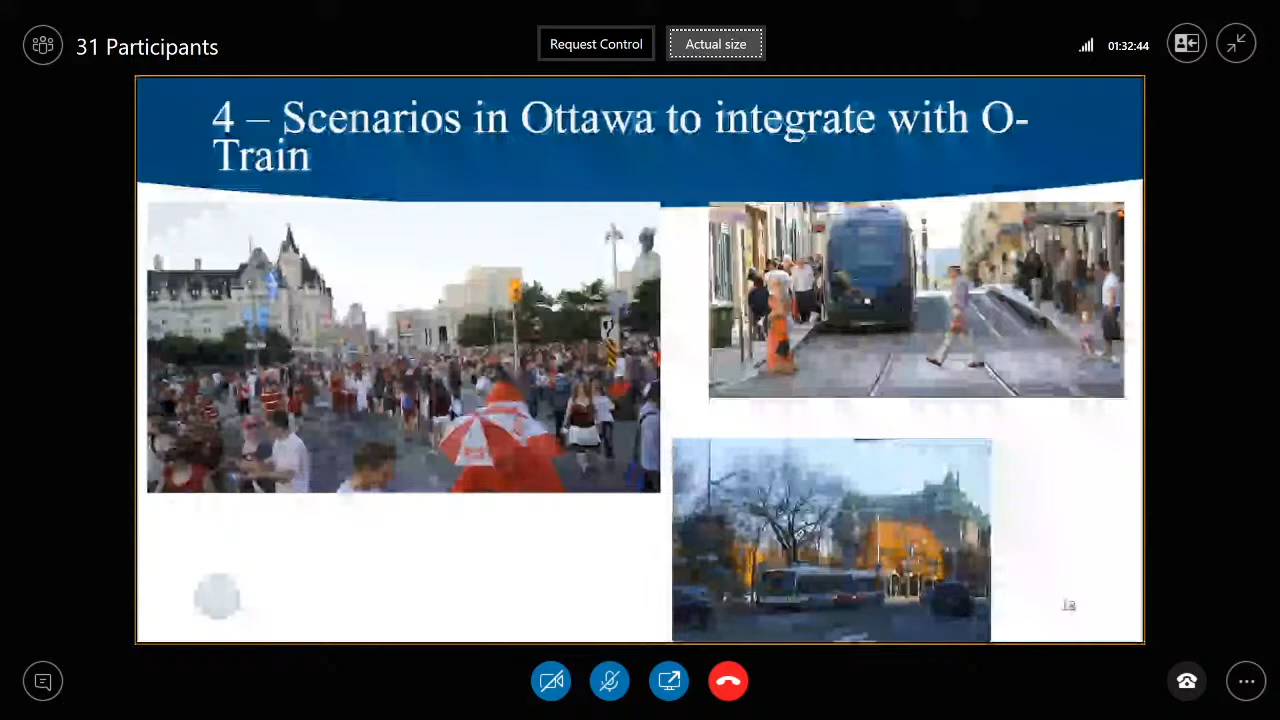 31 Participants
Request Control
Actual size
01:32:44
4 – Scenarios in Ottawa to integrate with O-
Train